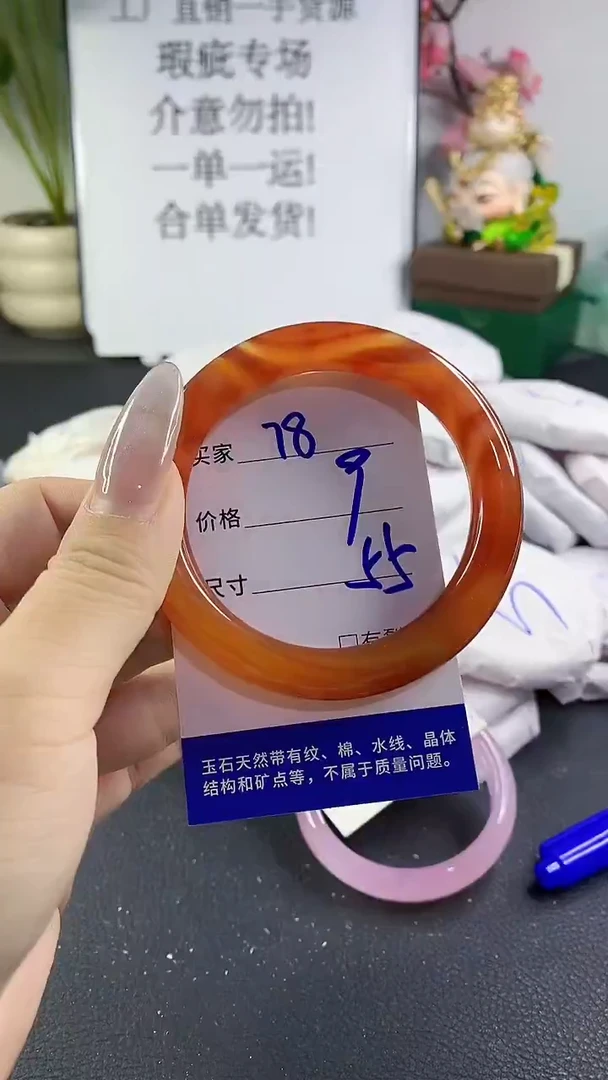 直销一手货源
瑕疵专场
介意勿拍!
一单一运!
合单发货!
买家 78
价格 9
尺寸 55
□有
玉石天然带有纹、棉、水线、晶体
结构和矿点等，不属于质量问题。